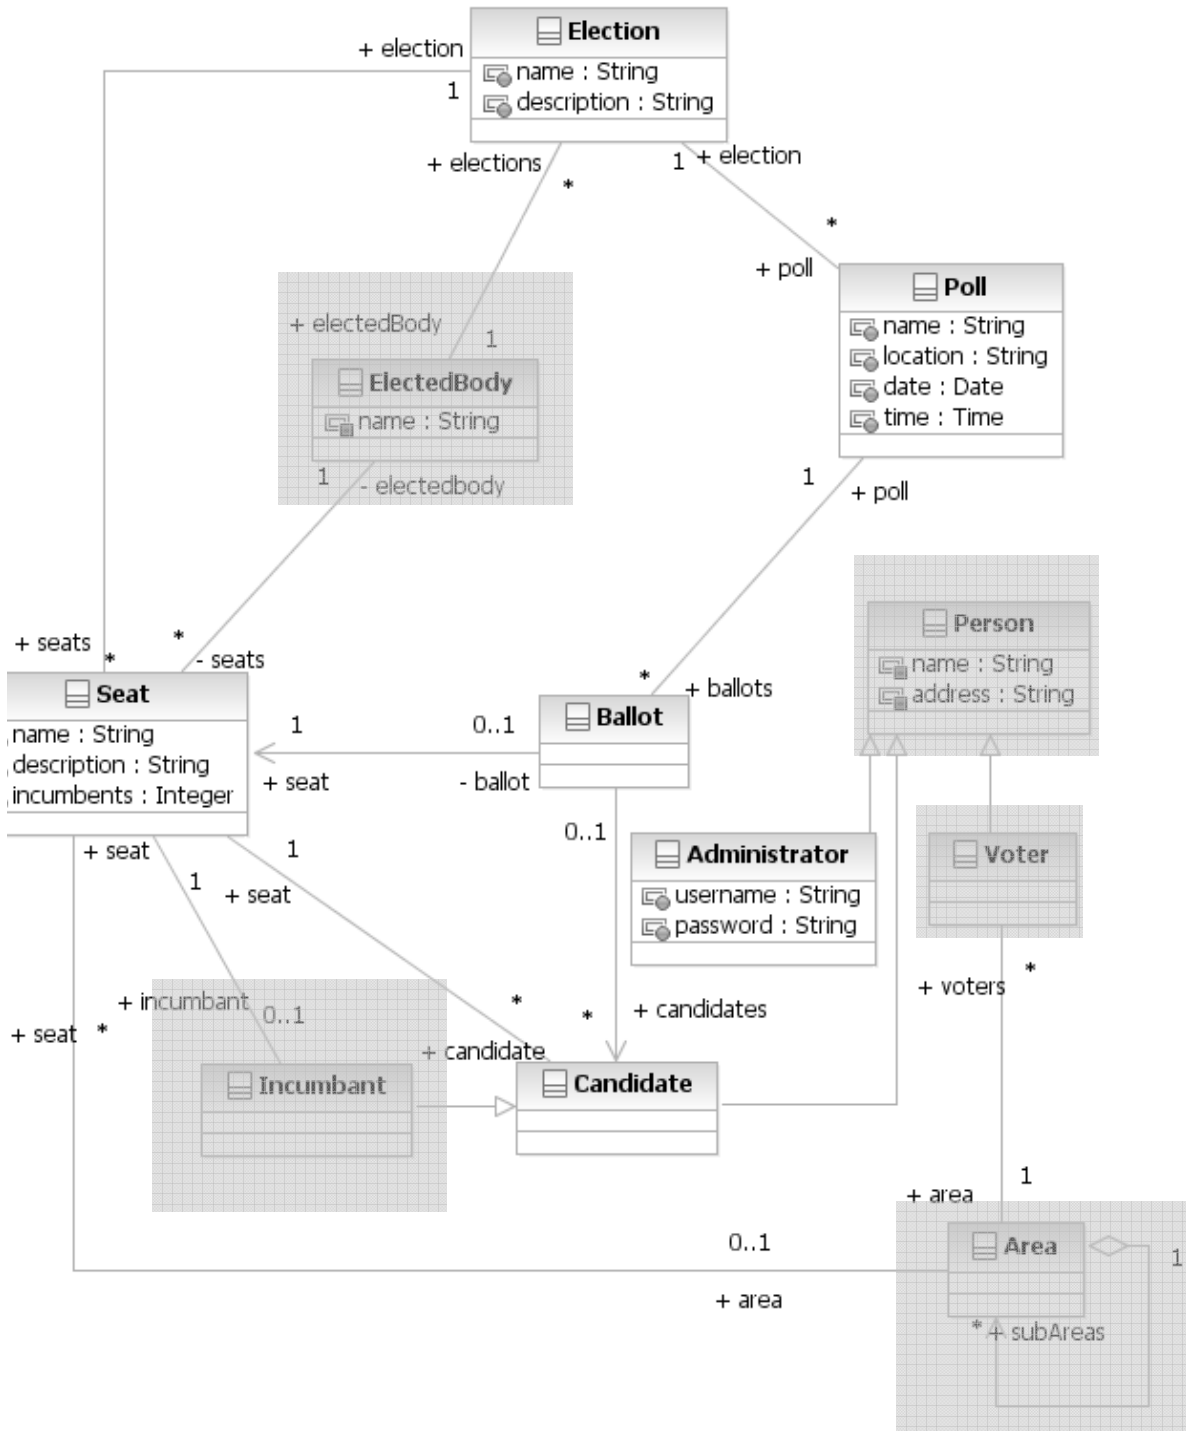 Election
+ election
name : String
1
description : String
+ elections
*
1
+ election
*
+ poll
Poll
name : String
location : String
date : Date
time : Time
+ electedBody
1
ElectedBody
name : String
1
- electedbody
1
+ poll
Person
name : String
address : String
+ seats
*
*
- seats
*
+ ballots
Seat
name : String
description : String
incumbents : Integer
1
0..1
+ seat
- ballot
Ballot
0..1
Administrator
username : String
password : String
Voter
+ seat
1
1
+ seat
*
+ voters
+ incumbant
0..1
*
*
+ candidates
+ seat
*
+ candidate
Incumbant
Candidate
1
+ area
0..1
+ area
Area
1
*
+ subAreas